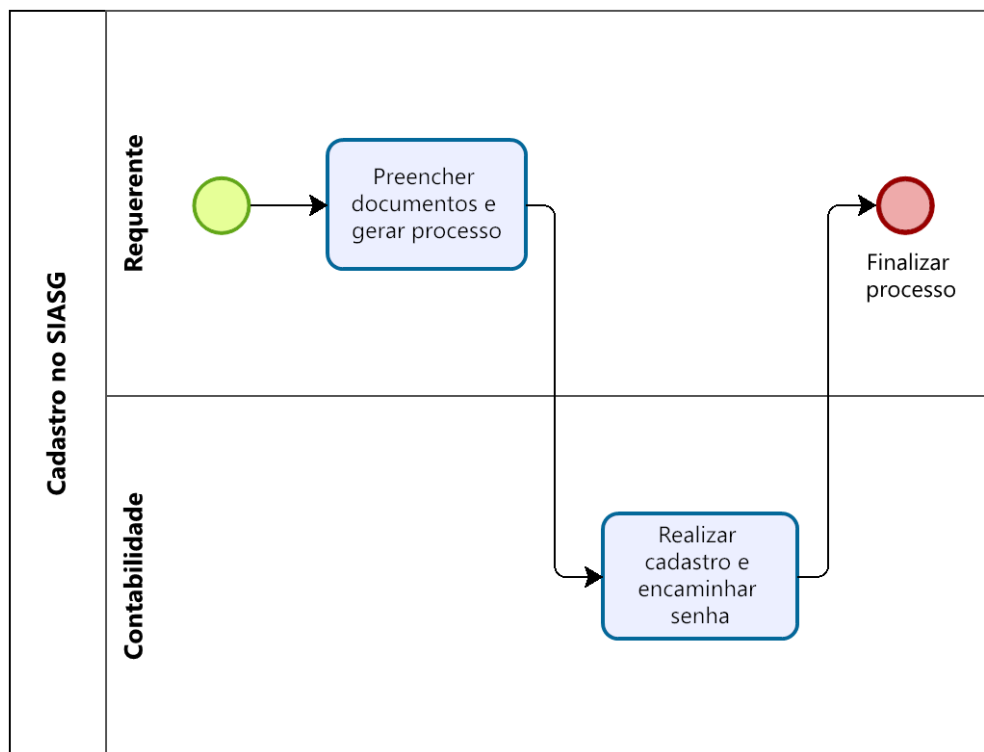 Cadastro no SIASG
Requerente
Preencher
documentos e
gerar processo
Finalizar
processo
Contabilidade
Realizar
cadastro e
encaminhar
senha